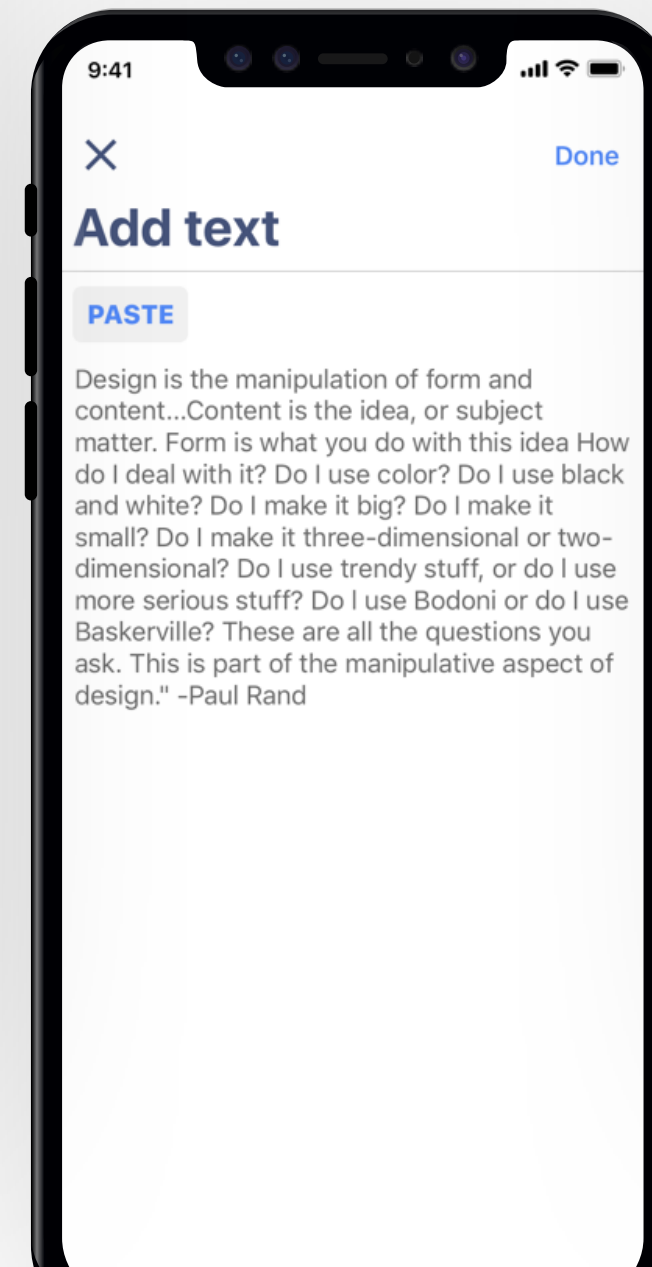 9:41
Done
Add text
PASTE
Design is the manipulation of form and
content...Content is the idea, or subject
matter. Form is what you do with this idea How
do I deal with it? Do I use color? Do I use black
and white? Do I make it big? Do I make it
small? Do I make it three-dimensional or two-
dimensional? Do I use trendy stuff, or do I use
more serious stuff? Do I use Bodoni or do I use
Baskerville? These are all the questions you
ask. This is part of the manipulative aspect of
design." -Paul Rand